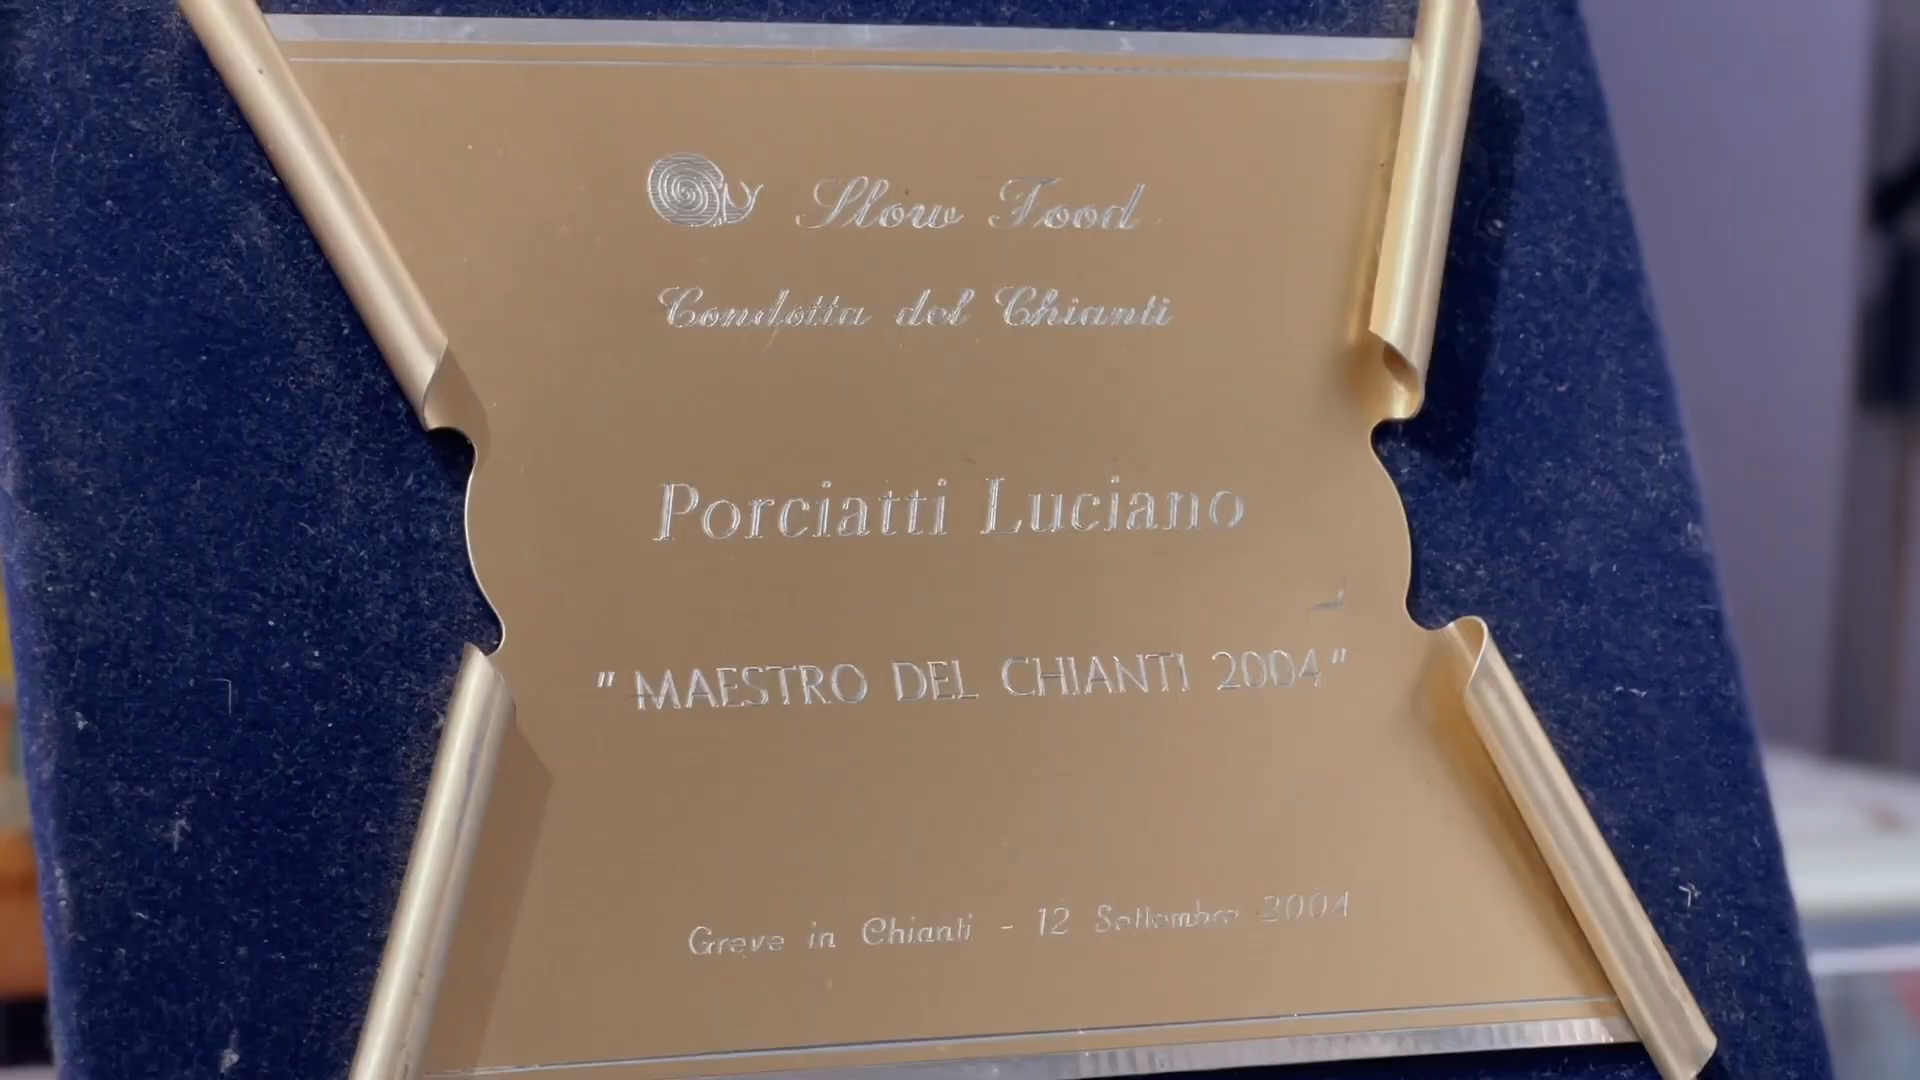 Slow Food
Condotta del Chianti
Porciatti Luciano
"MAESTRO DEL CHIANTI 2004"
Greve in Chianti - 12 Settembre 2004